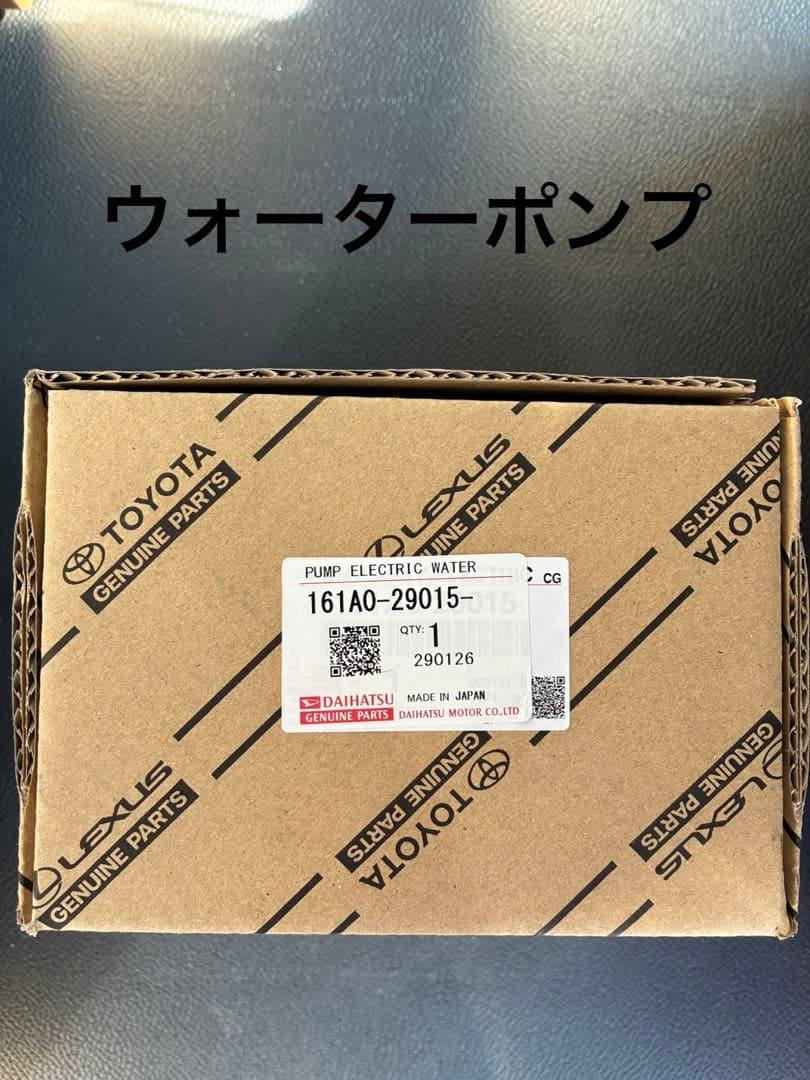 ウォーターポンプ
TOYOTA
GENUINE PARTS
LEXUS
GENUINE PARTS
GENUINE PARTS
TOYOTA
PUMP ELECTRIC WATER
CG
161A0-29015-
QTY: 1
290126
DAIHATSU
GENUINE PARTS
MADE IN JAPAN
DAIHATSU MOTOR CO.,LTD
LEXUS
GENUINE PARTS
GENUINE PARTS
TOYOTA
GENUINE PARTS
LEXUS